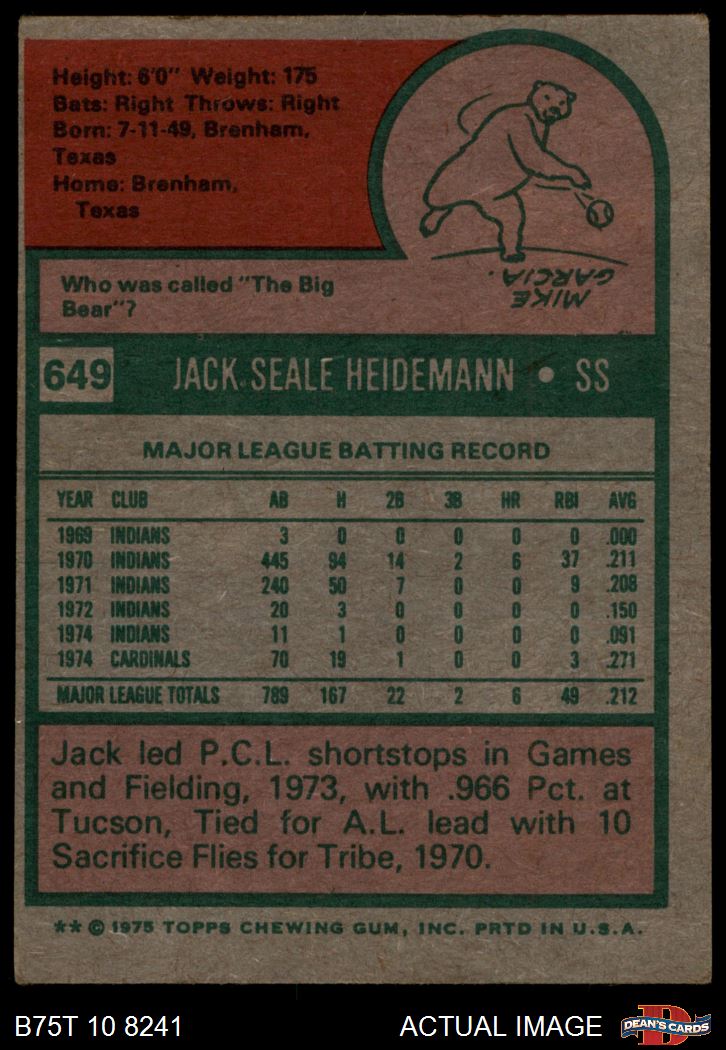 Height: 6'0" Weight: 175
Bats: Right Throws: Right
Born: 7-11-49, Brenham,
Texas
Home: Brenham,
Texas
Who was called "The Big
Bear"?
MIKE
GARCIA.
649 JACK SEALE HEIDEMANN • SS
MAJOR LEAGUE BATTING RECORD
YEAR CLUB AB H 2B 3B HR RBI AVG
1969 INDIANS 3 0 0 0 0 0 .000
1970 INDIANS 445 94 14 2 6 37 .211
1971 INDIANS 240 50 7 0 0 9 .208
1972 INDIANS 20 3 0 0 0 0 .150
1974 INDIANS 11 1 0 0 0 0 .091
1974 CARDINALS 70 19 1 0 0 3 .271
MAJOR LEAGUE TOTALS 789 167 22 2 6 49 .212
Jack led P.C.L. shortstops in Games
and Fielding, 1973, with .966 Pct. at
Tucson, Tied for A.L. lead with 10
Sacrifice Flies for Tribe, 1970.
** © 1975 TOPPS CHEWING GUM, INC. PRTD IN U.S.A.
B75T 10 8241 ACTUAL IMAGE
D
DEAN'S CARDS